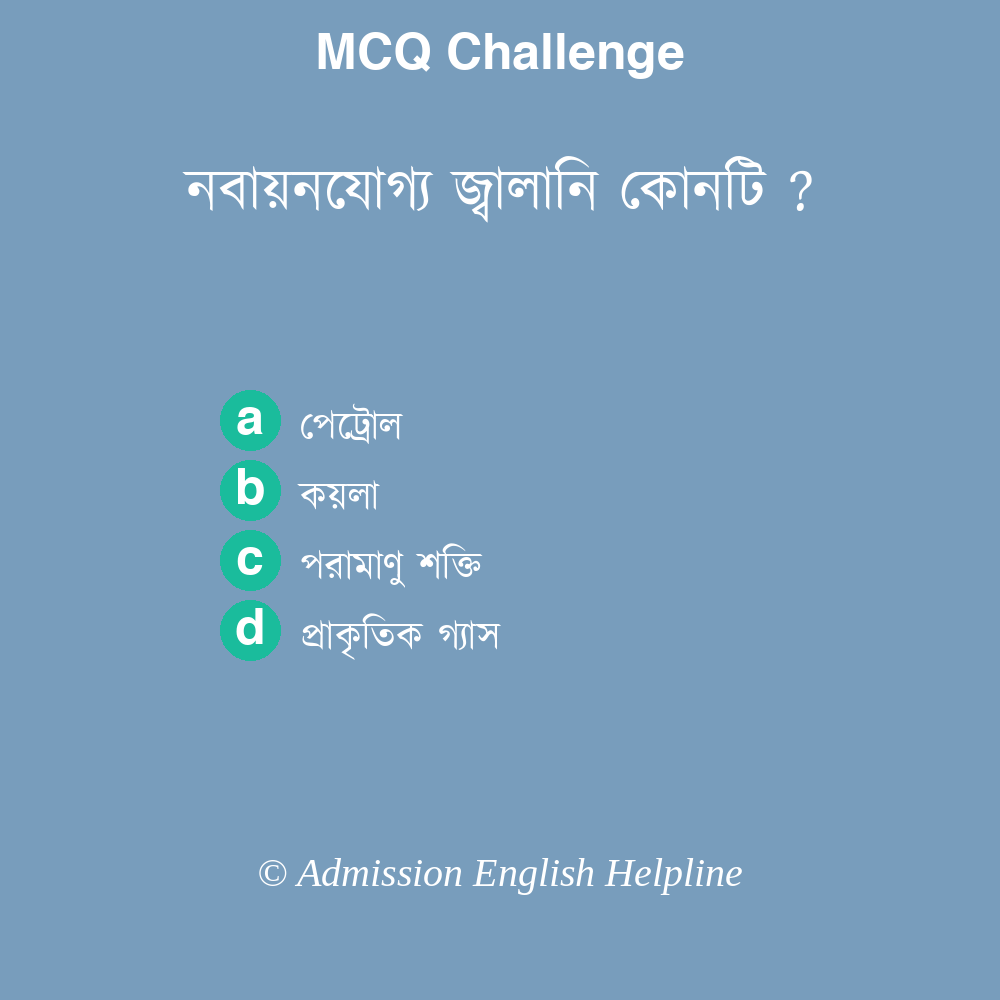 MCQ Challenge
নবায়নযোগ্য জ্বালানি কোনটি ?
a পেট্রোল
b কয়লা
c পরামাণু শক্তি
d প্রাকৃতিক গ্যাস
© Admission English Helpline